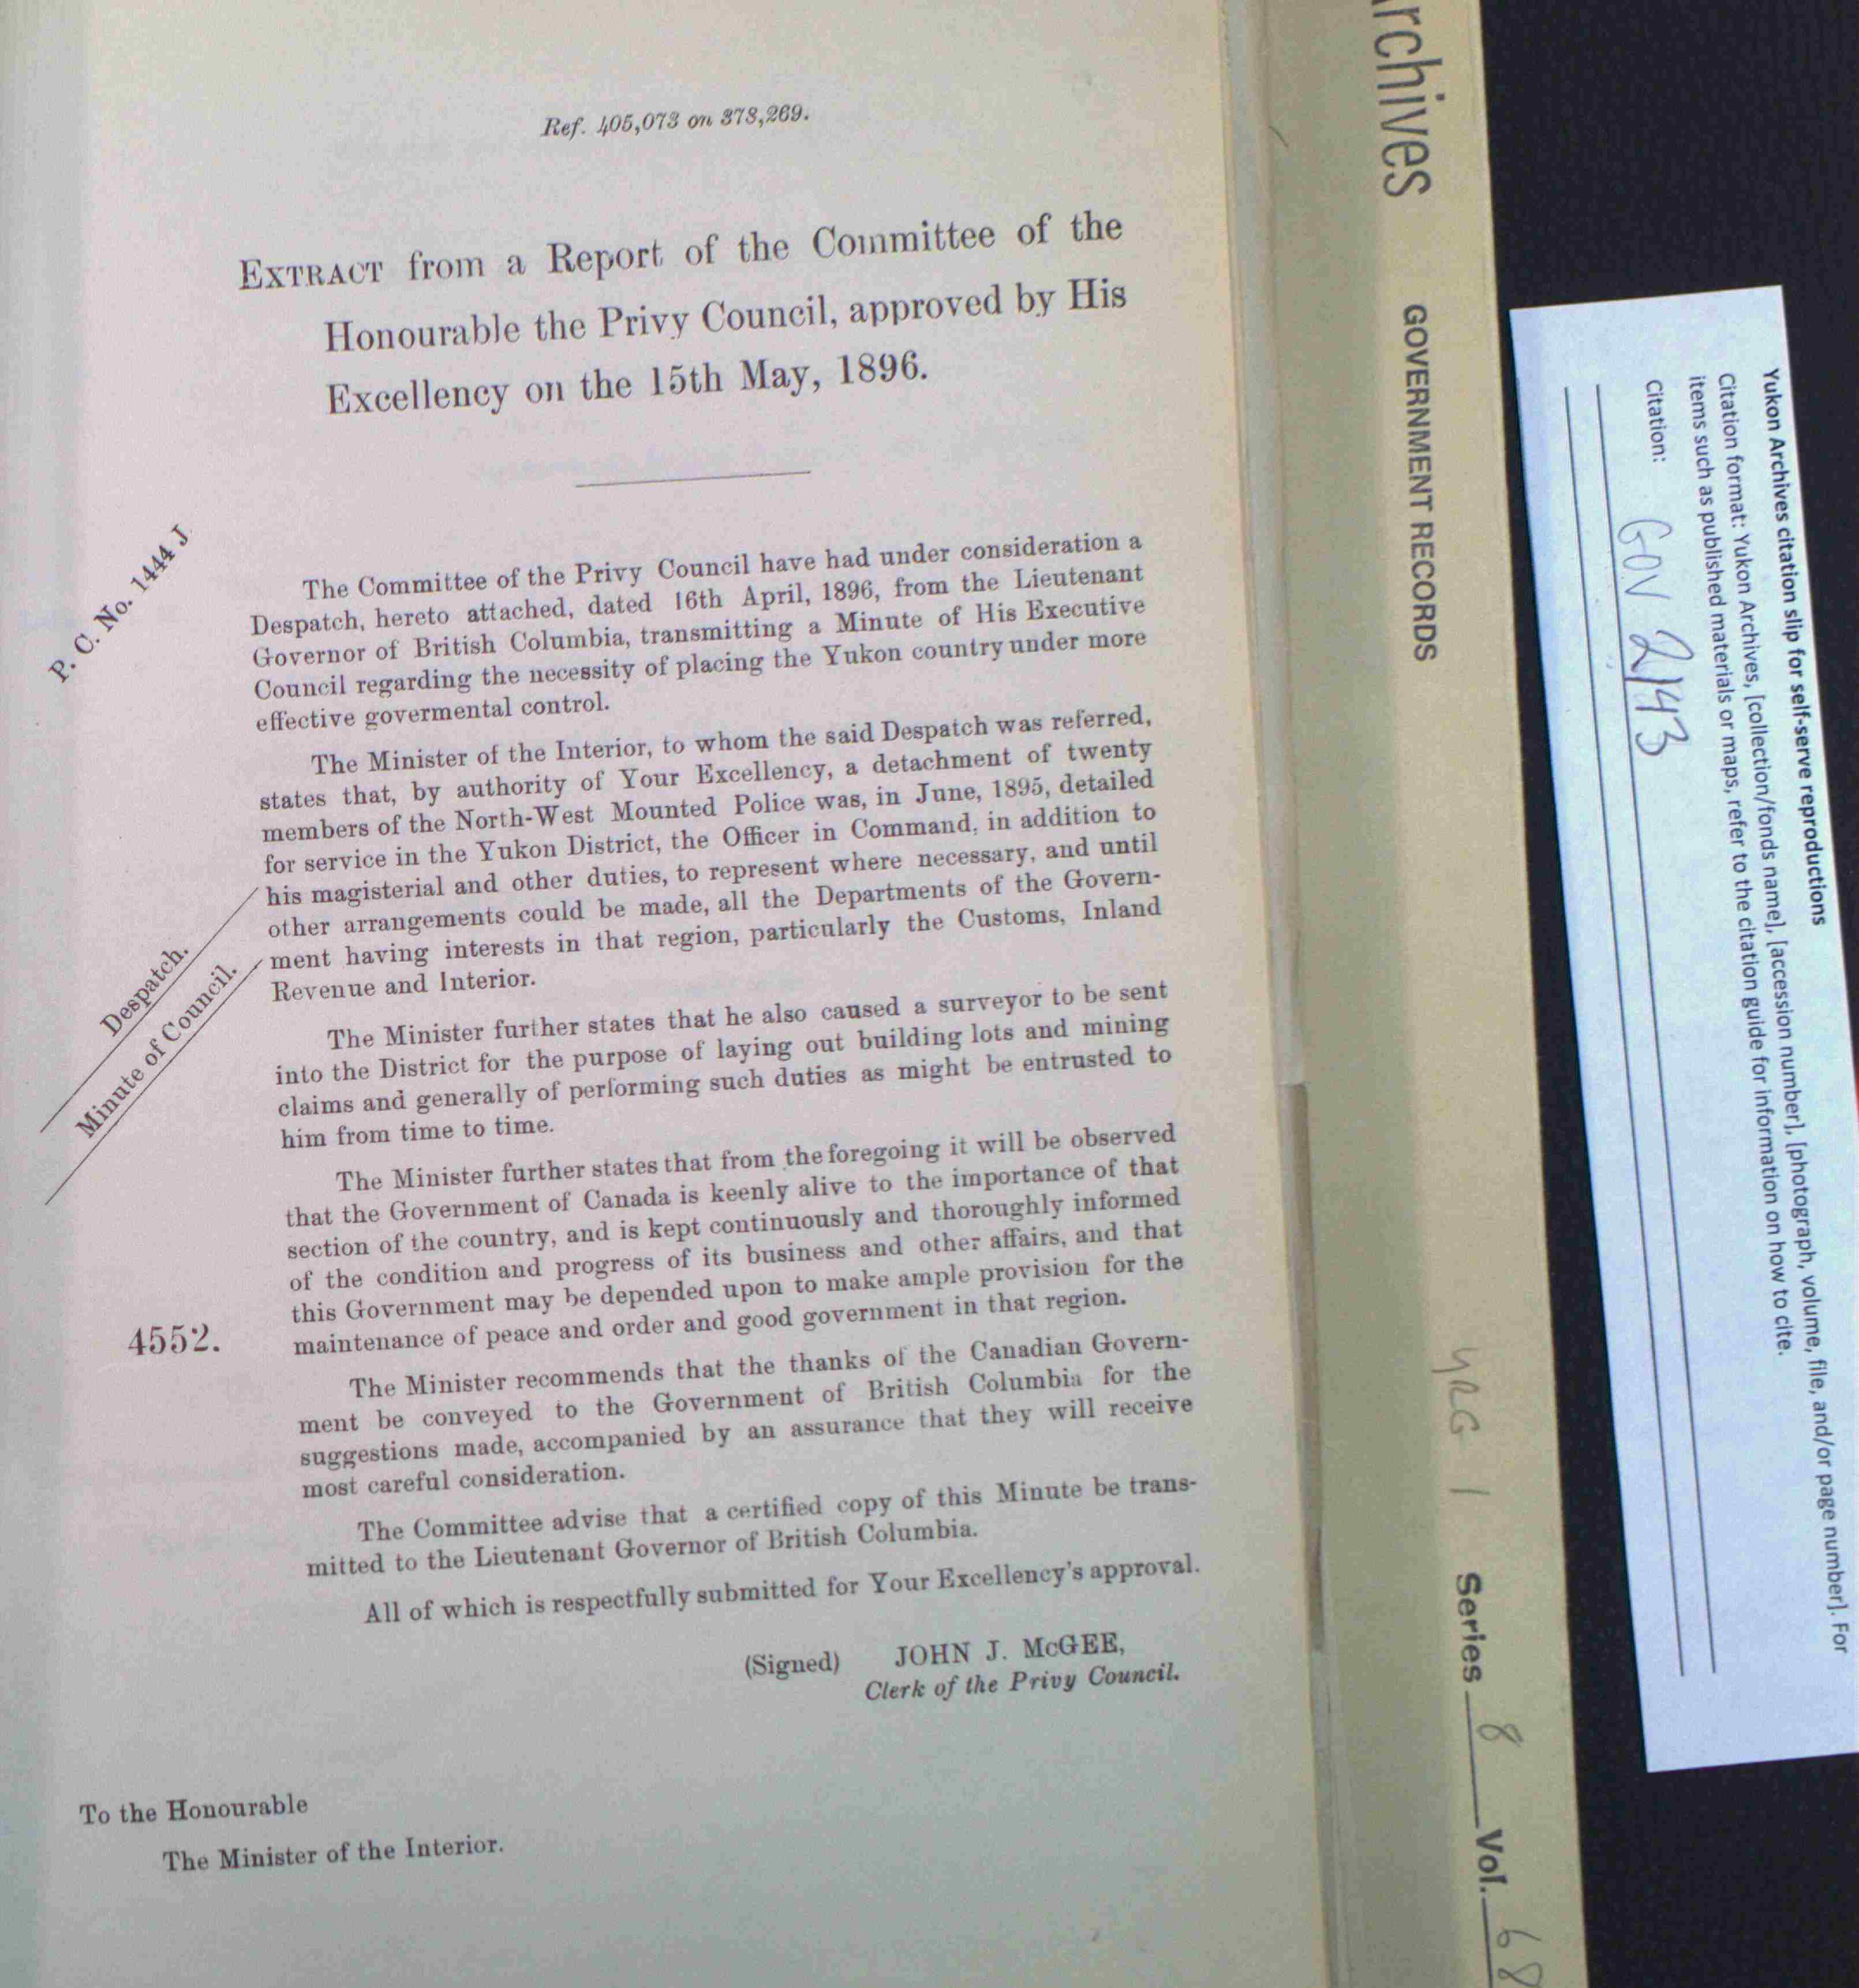 Ref. 405,073 on 378,269.
EXTRACT from a Report of the Committee of the
Honourable the Privy Council, approved by His
Excellency on the 15th May, 1896.
P. C. No. 1444 J
The Committee of the Privy Council have had under consideration a
Despatch, hereto attached, dated 16th April, 1896, from the Lieutenant
Governor of British Columbia, transmitting a Minute of His Executive
Council regarding the necessity of placing the Yukon country under more
effective govermental control.
The Minister of the Interior, to whom the said Despatch was referred,
states that, by authority of Your Excellency, a detachment of twenty
members of the North-West Mounted Police was, in June, 1895, detailed
for service in the Yukon District, the Officer in Command, in addition to
his magisterial and other duties, to represent where necessary, and until
other arrangements could be made, all the Departments of the Govern-
ment having interests in that region, particularly the Customs, Inland
Revenue and Interior.
Despatch.
Minute of Council.
The Minister further states that he also caused a surveyor to be sent
into the District for the purpose of laying out building lots and mining
claims and generally of performing such duties as might be entrusted to
him from time to time.
The Minister further states that from the foregoing it will be observed
that the Government of Canada is keenly alive to the importance of that
section of the country, and is kept continuously and thoroughly informed
of the condition and progress of its business and other affairs, and that
this Government may be depended upon to make ample provision for the
maintenance of peace and order and good government in that region.
4552.
The Minister recommends that the thanks of the Canadian Govern-
ment be conveyed to the Government of British Columbia for the
suggestions made, accompanied by an assurance that they will receive
most careful consideration.
The Committee advise that a certified copy of this Minute be trans-
mitted to the Lieutenant Governor of British Columbia.
All of which is respectfully submitted for Your Excellency's approval.
(Signed) JOHN J. McGEE,
Clerk of the Privy Council.
To the Honourable
The Minister of the Interior.
rchives GOVERNMENT RECORDS YRG 1 Series 8 Vol. 68
Yukon Archives citation slip for self-serve reproductions
Citation format: Yukon Archives, [collection/fonds name], [accession number], [photograph, volume, file, and/or page number]. For
items such as published materials or maps, refer to the citation guide for information on how to cite.
Citation: GOV 2143